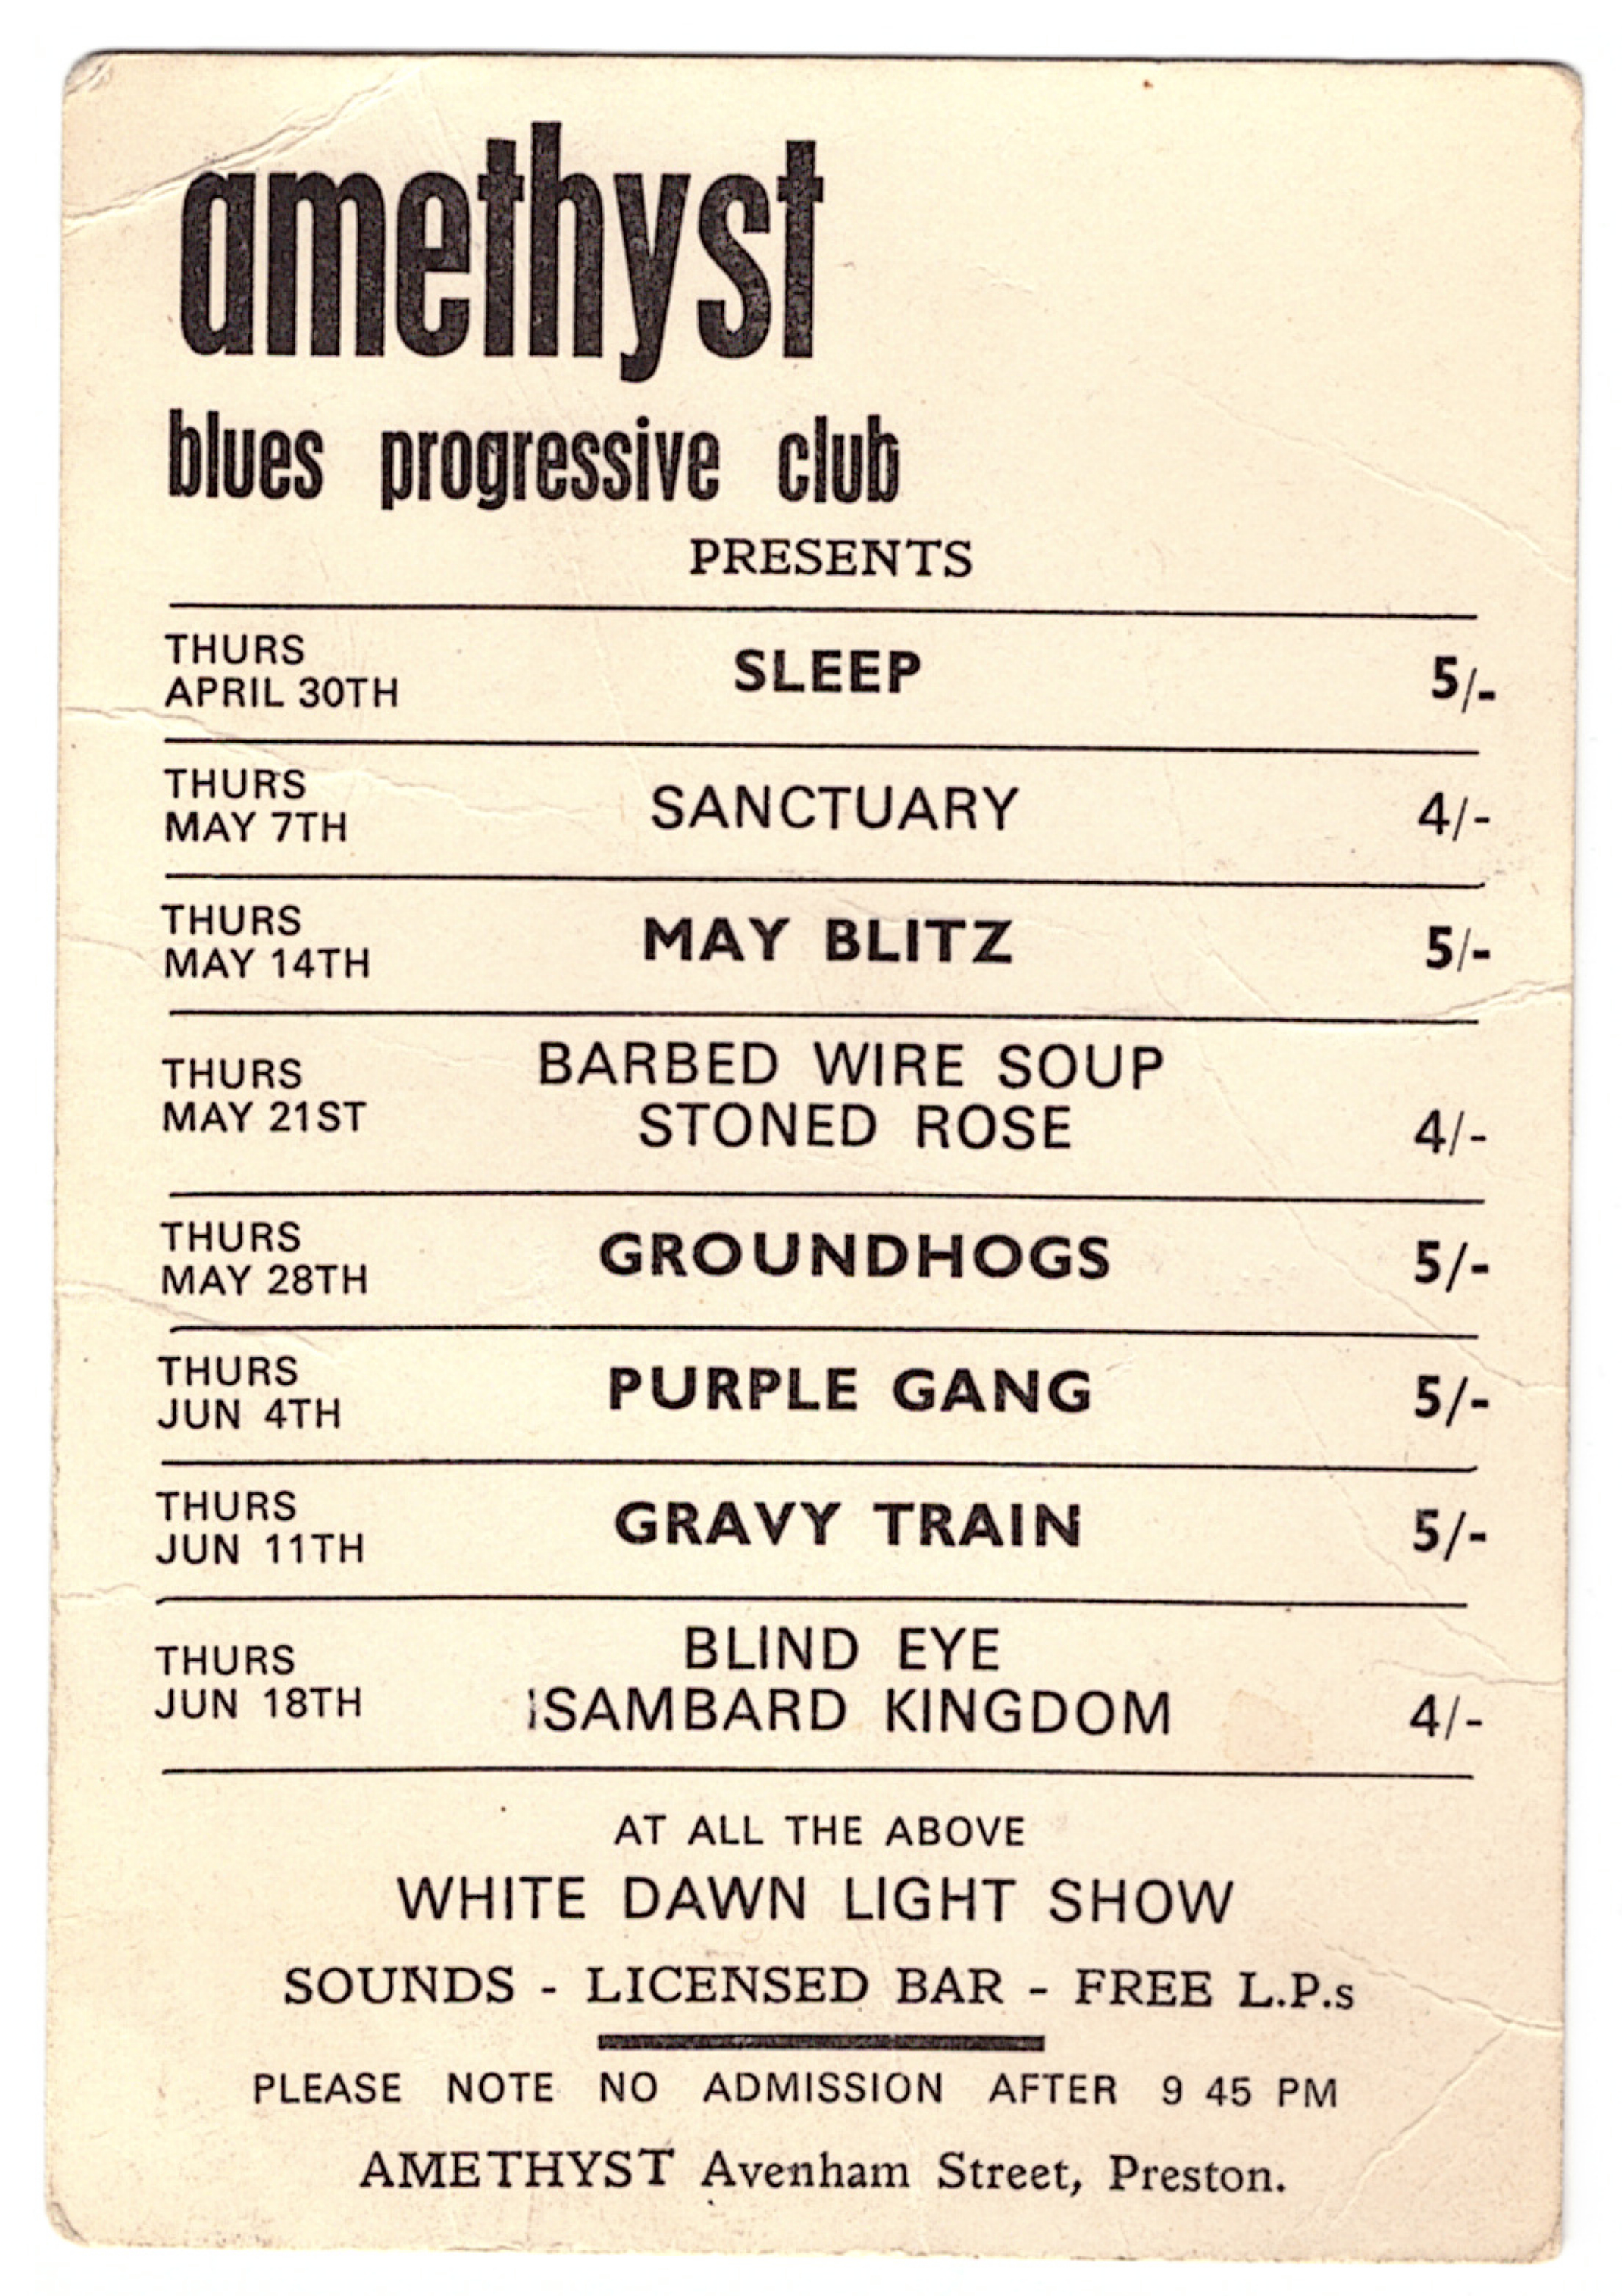 amethyst
blues progressive club
PRESENTS
THURS
APRIL 30TH
SLEEP
5/-
THURS
MAY 7TH
SANCTUARY
4/-
THURS
MAY 14TH
MAY BLITZ
5/-
THURS
MAY 21ST
BARBED WIRE SOUP
STONED ROSE
4/-
THURS
MAY 28TH
GROUNDHOGS
5/-
THURS
JUN 4TH
PURPLE GANG
5/-
THURS
JUN 11TH
GRAVY TRAIN
5/-
THURS
JUN 18TH
BLIND EYE
ISAMBARD KINGDOM
4/-
AT ALL THE ABOVE
WHITE DAWN LIGHT SHOW
SOUNDS - LICENSED BAR - FREE L.P.s
PLEASE NOTE NO ADMISSION AFTER 9 45 PM
AMETHYST Avenham Street, Preston.